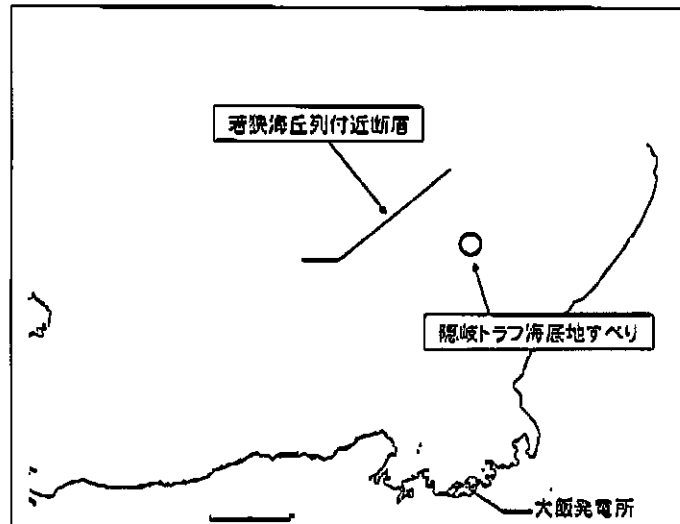 若狭海丘列付近断層
隠岐トラフ海底地すべり
大飯発電所